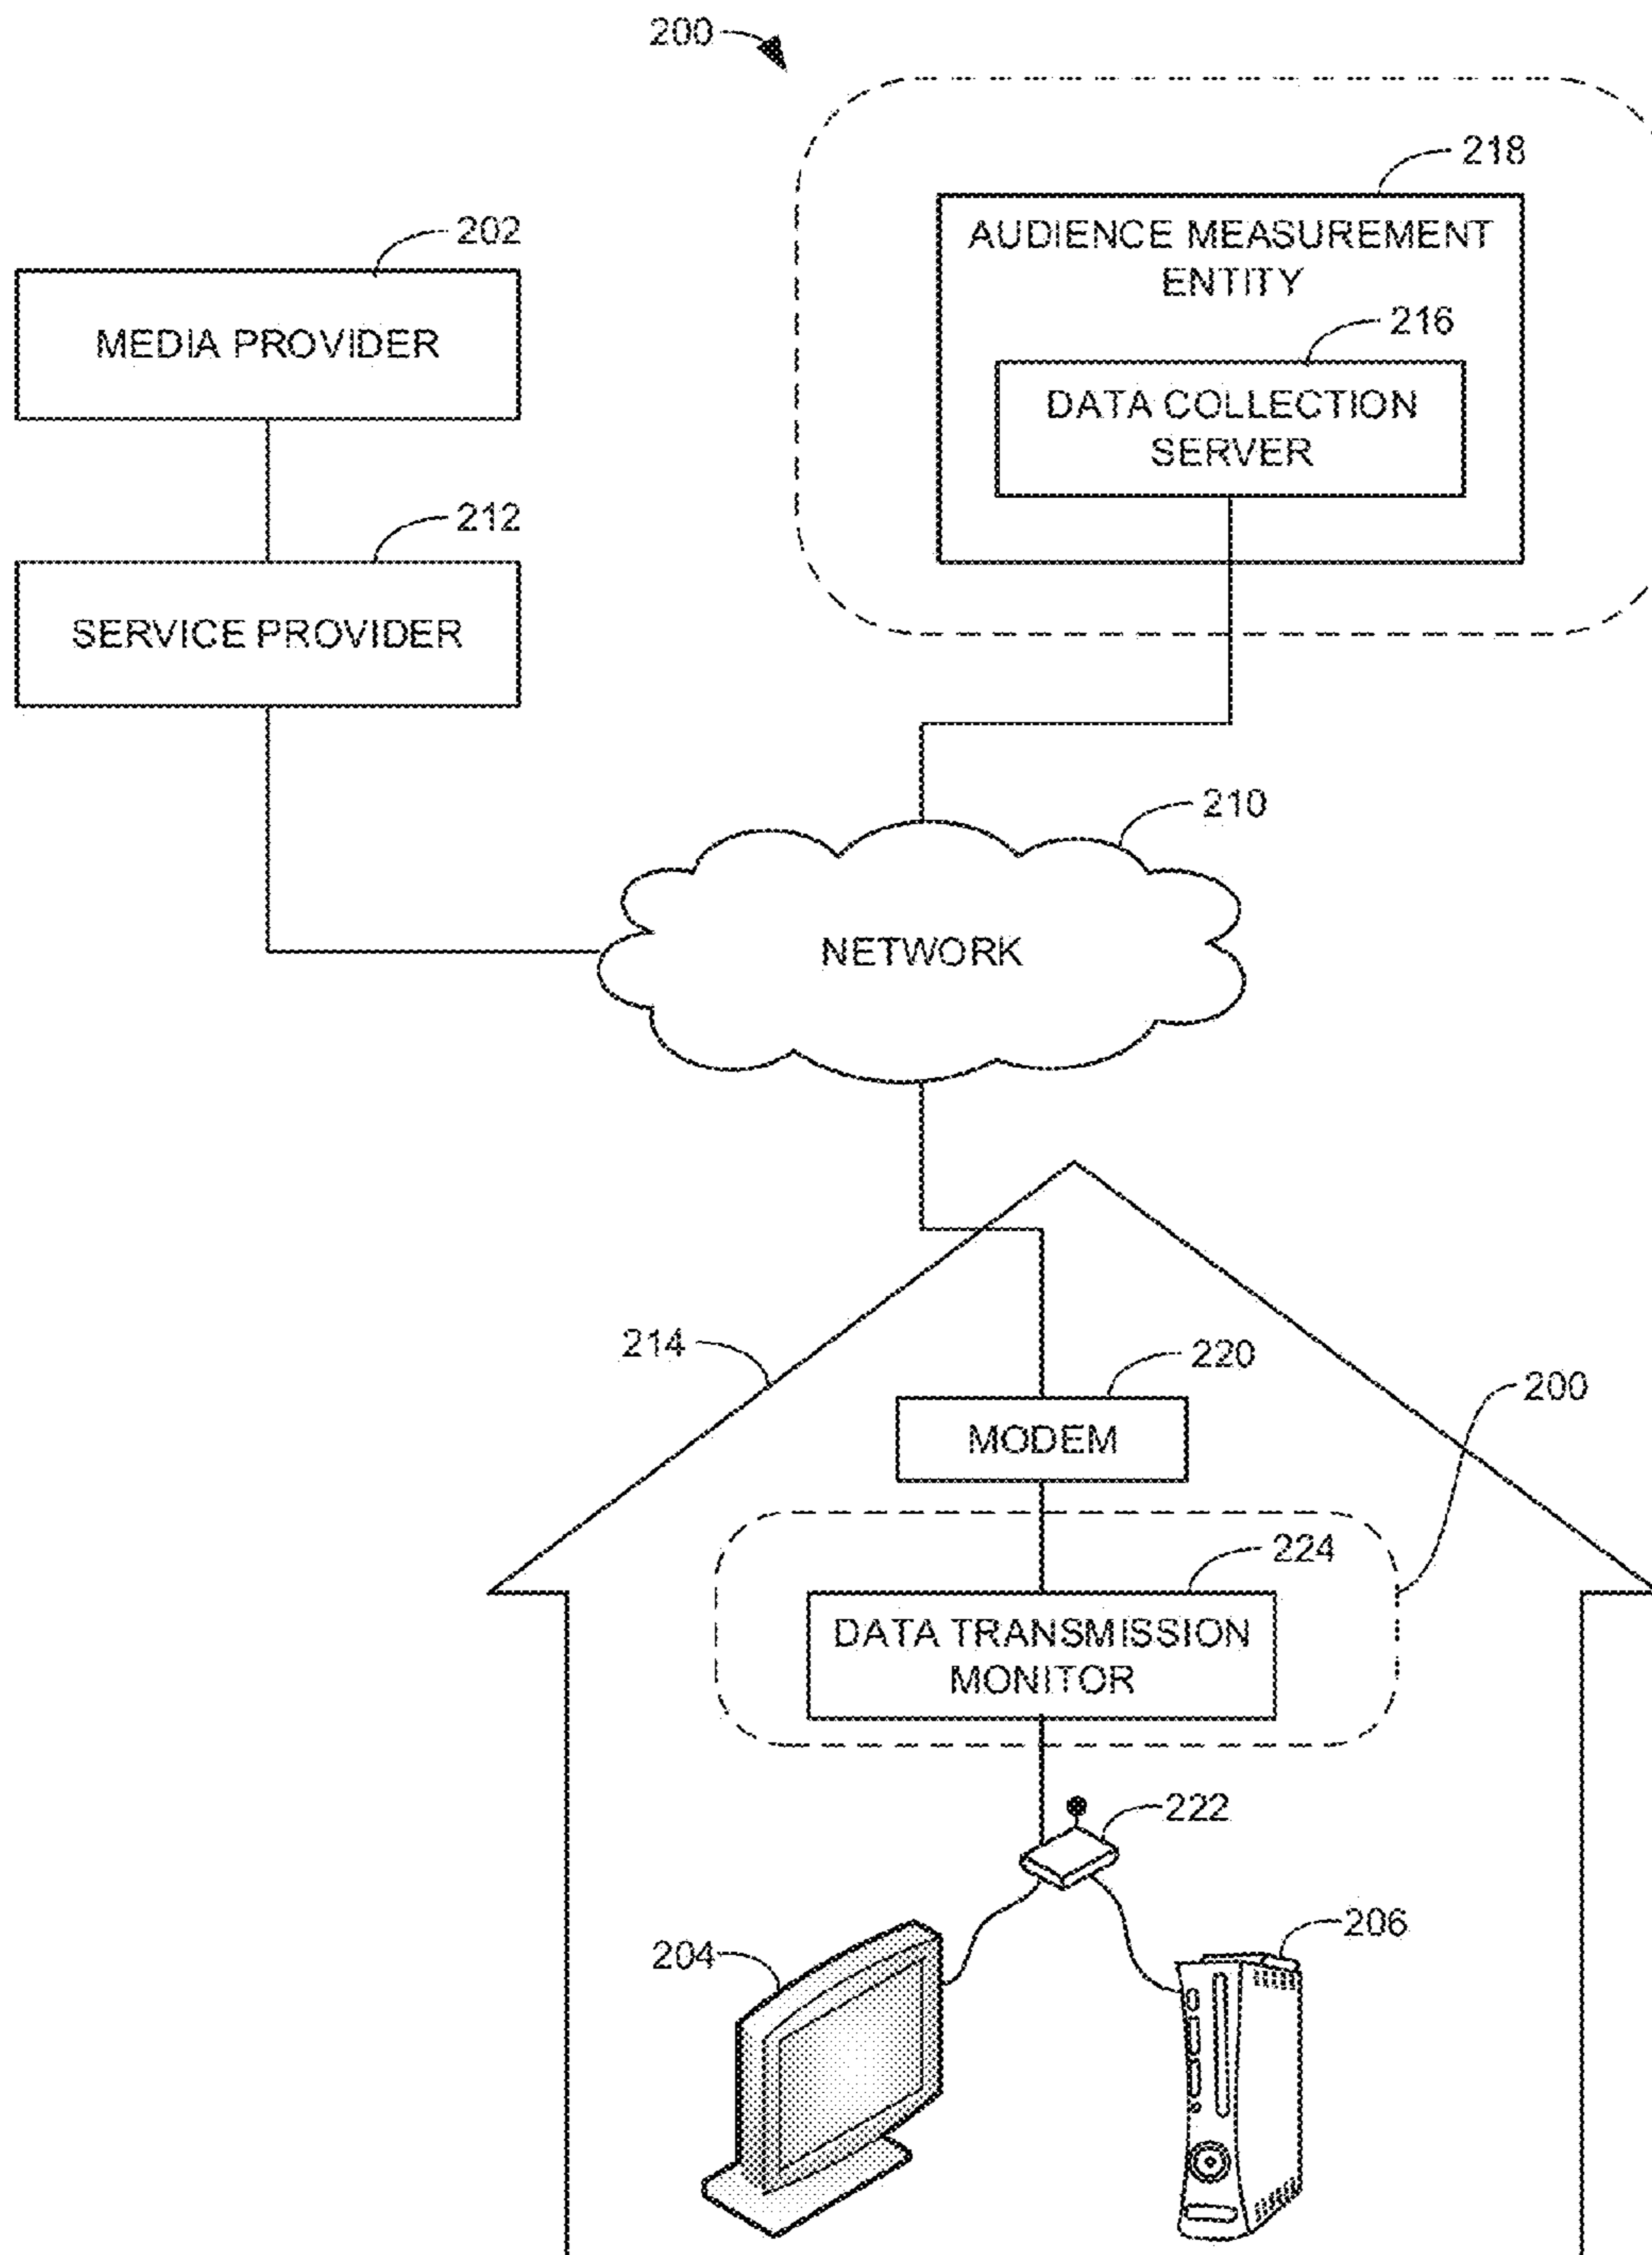 200
218
AUDIENCE MEASUREMENT
ENTITY
216
DATA COLLECTION
SERVER
202
MEDIA PROVIDER
212
SERVICE PROVIDER
210
NETWORK
214
220
MODEM
200
224
DATA TRANSMISSION
MONITOR
222
204
206